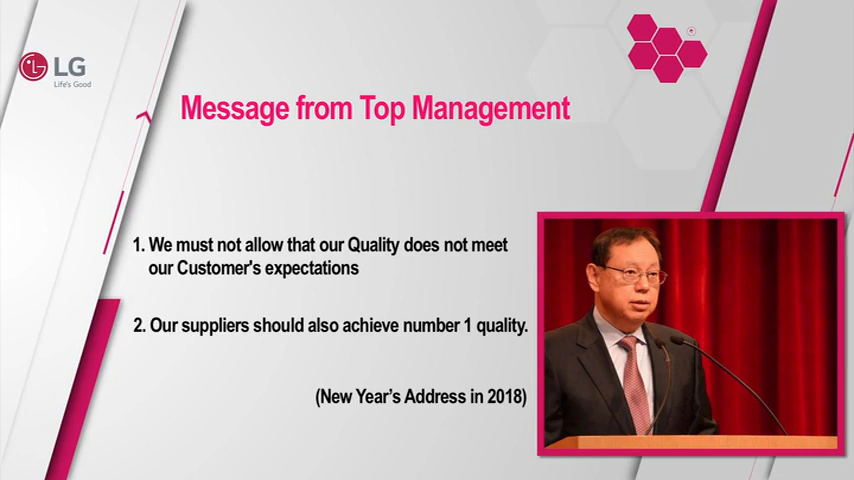 LG
Life's Good
Message from Top Management
1. We must not allow that our Quality does not meet
our Customer's expectations
2. Our suppliers should also achieve number 1 quality.
(New Year's Address in 2018)